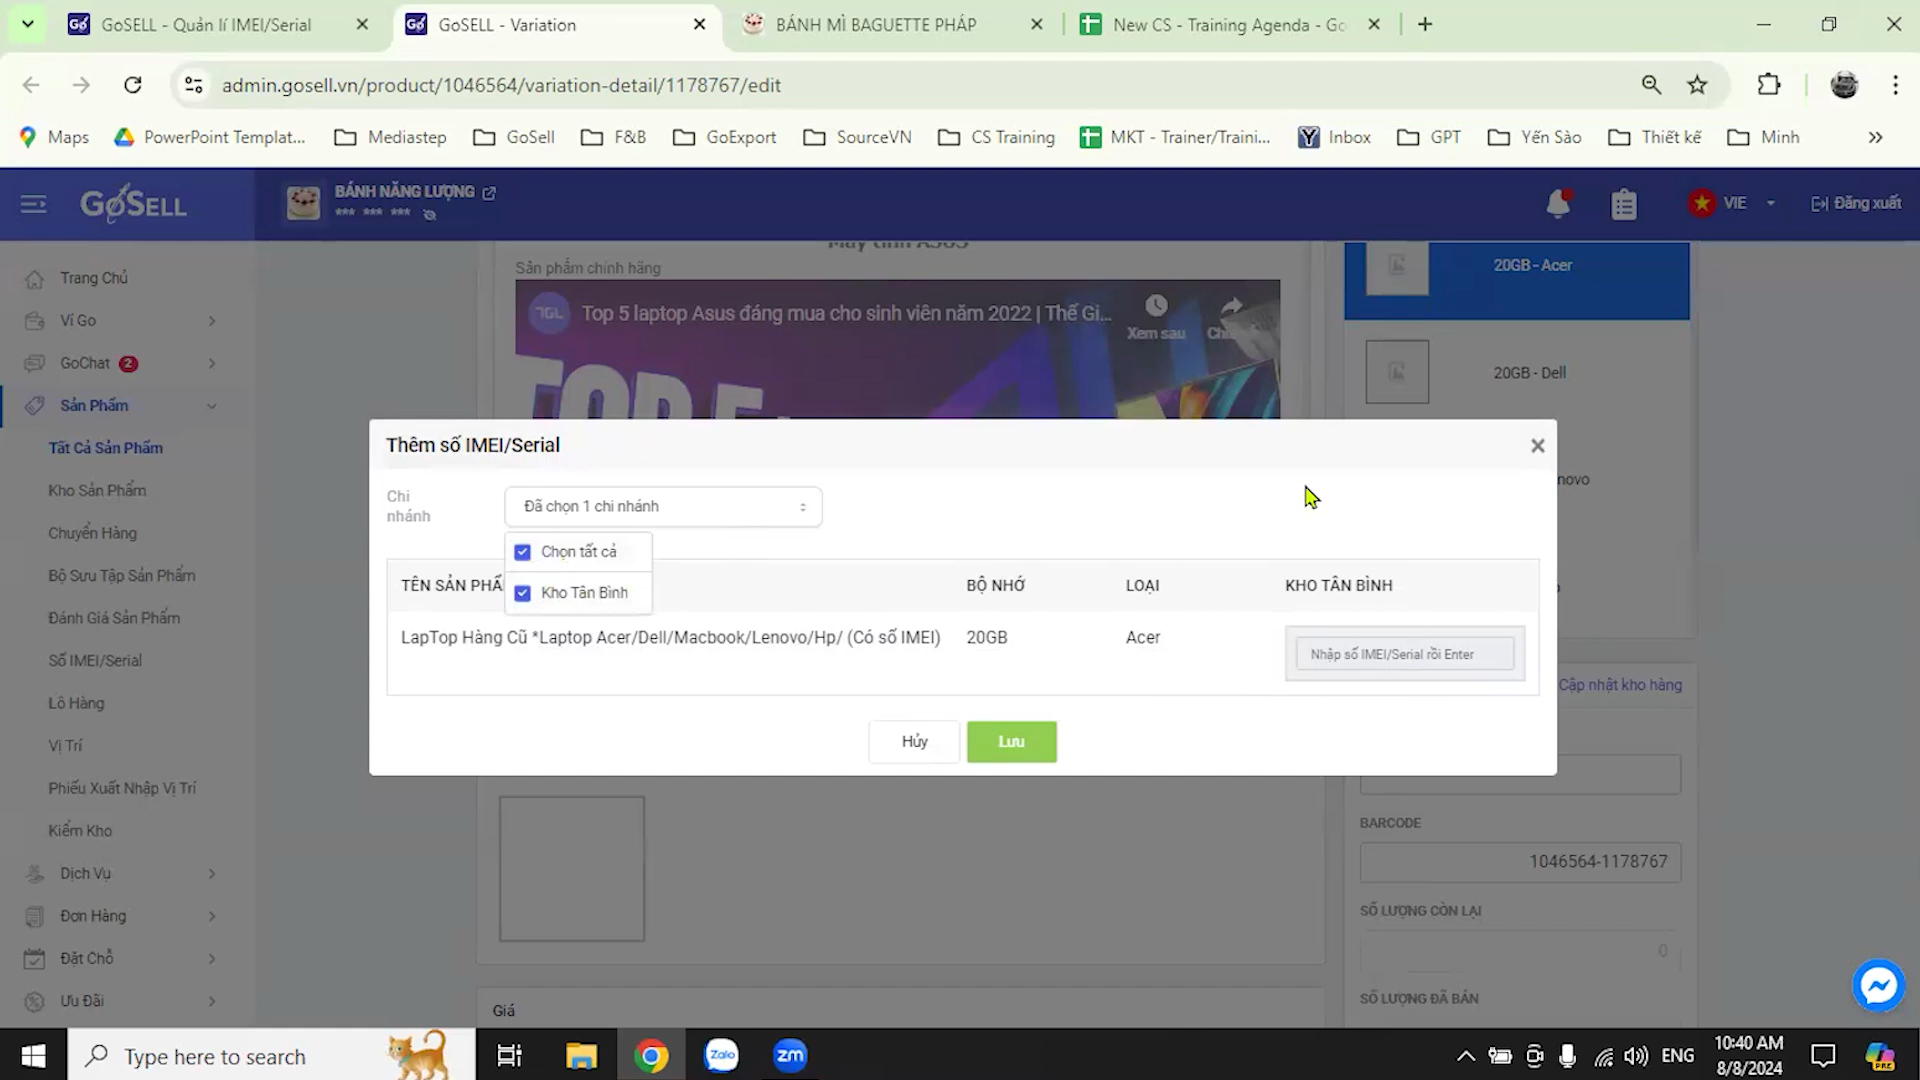 GoSELL - Quản lí IMEI/Serial
GoSELL - Variation
BÁNH MÌ BAGUETTE PHÁP
New CS - Training Agenda - Go
admin.gosell.vn/product/1046564/variation-detail/1178767/edit
Maps
PowerPoint Templat...
Mediastep
GoSell
F&B
GoExport
SourceVN
CS Training
MKT - Trainer/Traini...
Inbox
GPT
Yến Sào
Thiết kế
Minh
GOSELL
BÁNH NĂNG LƯỢNG
*** *** ***
VIE
Đăng xuất
Trang Chủ
Ví Go
GoChat 2
Sản Phẩm
Tất Cả Sản Phẩm
Kho Sản Phẩm
Chuyển Hàng
Bộ Sưu Tập Sản Phẩm
Đánh Giá Sản Phẩm
Số IMEI/Serial
Lô Hàng
Vị Trí
Phiếu Xuất Nhập Vị Trí
Kiểm Kho
Dịch Vụ
Đơn Hàng
Đặt Chỗ
Ưu Đãi
Máy tính ASUS
Sản phẩm chính hãng
TGL
Top 5 laptop Asus đáng mua cho sinh viên năm 2022 | Thế Gi...
Xem sau
20GB - Acer
20GB - Dell
Thêm số IMEI/Serial
Chi nhánh
Đã chọn 1 chi nhánh
Chọn tất cả
Kho Tân Bình
BỘ NHỚ
LOẠI
KHO TÂN BÌNH
LapTop Hàng Cũ *Laptop Acer/Dell/Macbook/Lenovo/Hp/ (Có số IMEI)
20GB
Acer
Nhập số IMEI/Serial rồi Enter
Hủy
Lưu
Cập nhật kho hàng
BARCODE
1046564-1178767
SỐ LƯỢNG CÒN LẠI
0
SỐ LƯỢNG ĐÃ BÁN
Giá
Type here to search
Zalo
zm
ENG
10:40 AM
8/8/2024
PRE